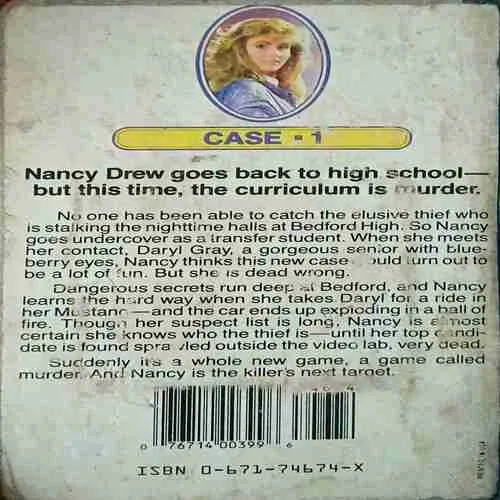 CASE • 1
Nancy Drew goes back to high school—
but this time, the curriculum is murder.
No one has been able to catch the elusive thief who
is stalking the nighttime halls at Bedford High. So Nancy
goes undercover as a transfer student. When she meets
her contact, Daryl Gray, a gorgeous senior with blue-
berry eyes, Nancy thinks this new case could turn out to
be a lot of fun. But she is dead wrong.
Dangerous secrets run deep at Bedford, and Nancy
learns the hard way when she takes Daryl for a ride in
her Mustang—and the car ends up exploding in a ball of
fire. Though her suspect list is long, Nancy is almost
certain she knows who the thief is—until her top candi-
date is found sprawled outside the video lab, very dead.
Suddenly it's a whole new game, a game called
murder. And Nancy is the killer's next target.
0 76714 00399 6
ISBN 0-671-74674-X